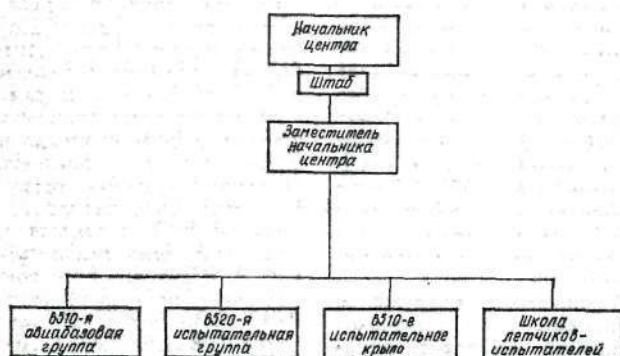 Начальник
центра
Штаб
Заместитель
начальника
центра
6510-я
авиабазовая
группа
6520-я
испытательная
группа
6510-е
испытательное
крыло
Школа
летчиков-
испытателей